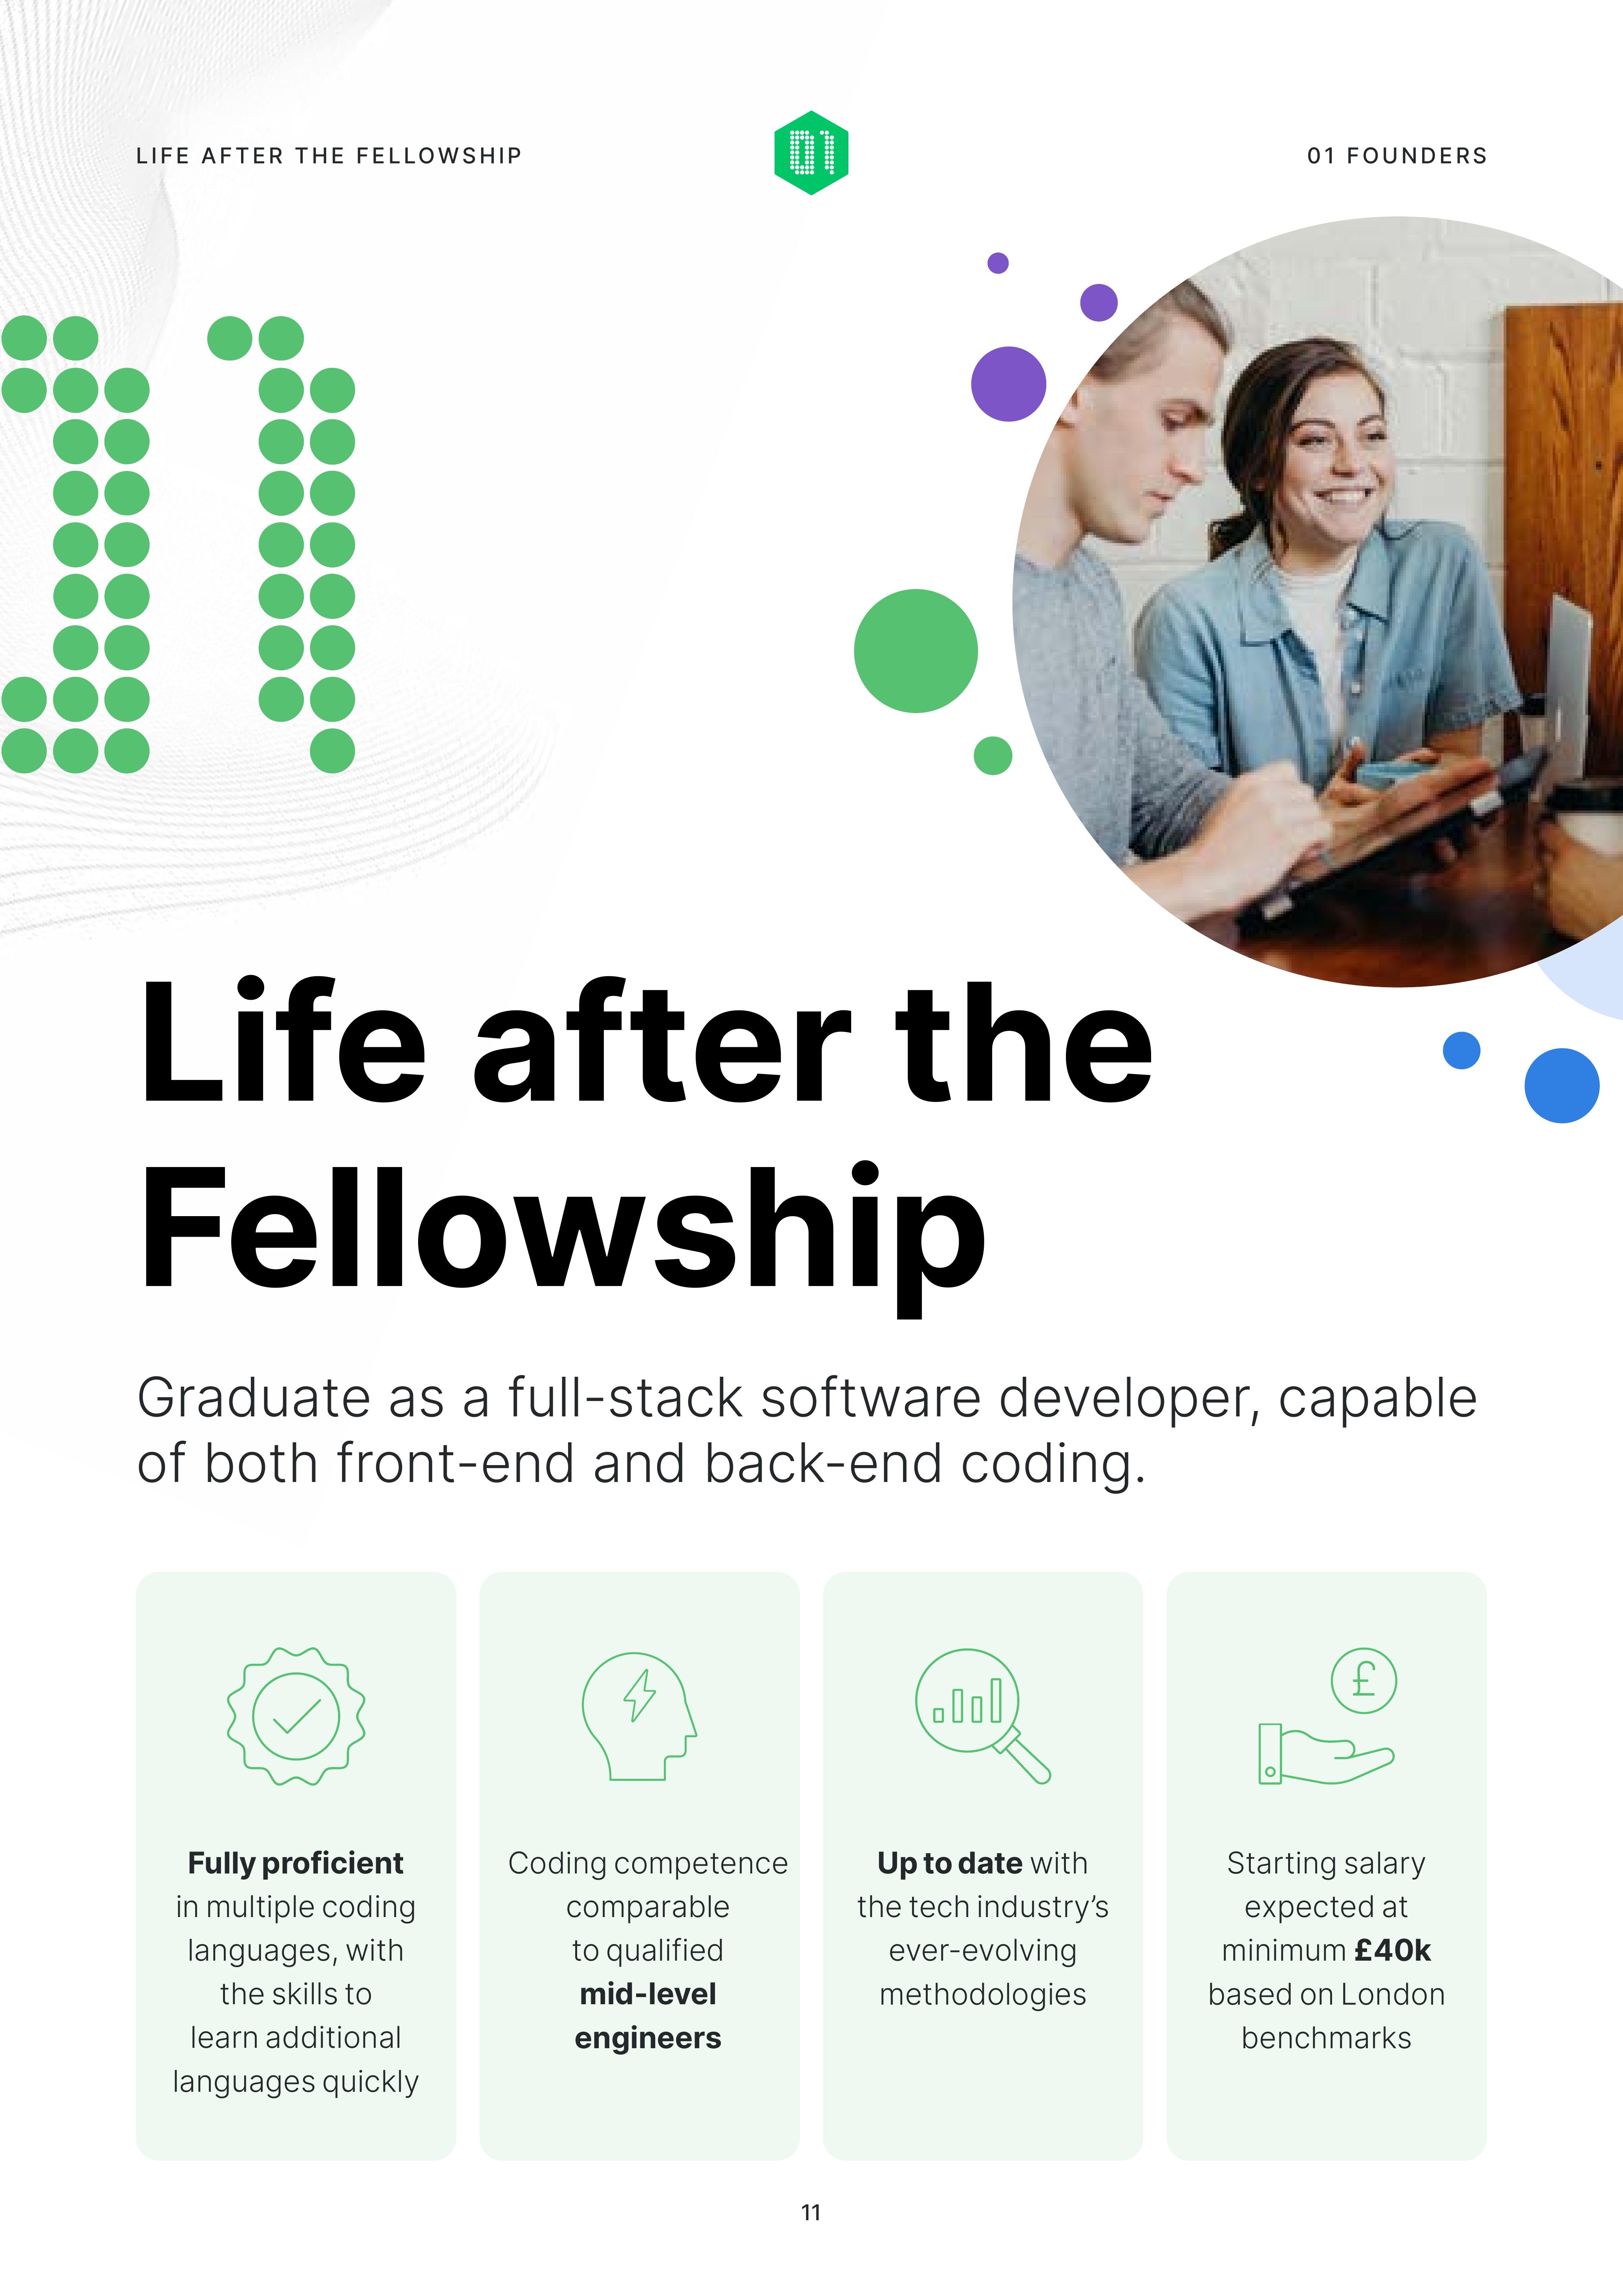 LIFE AFTER THE FELLOWSHIP
01
01 FOUNDERS
Life after the
Fellowship
Graduate as a full-stack software developer, capable
of both front-end and back-end coding.
£
Fully proficient
in multiple coding
languages, with
the skills to
learn additional
languages quickly
Coding competence
comparable
to qualified
mid-level
engineers
Up to date with
the tech industry’s
ever-evolving
methodologies
Starting salary
expected at
minimum £40k
based on London
benchmarks
11